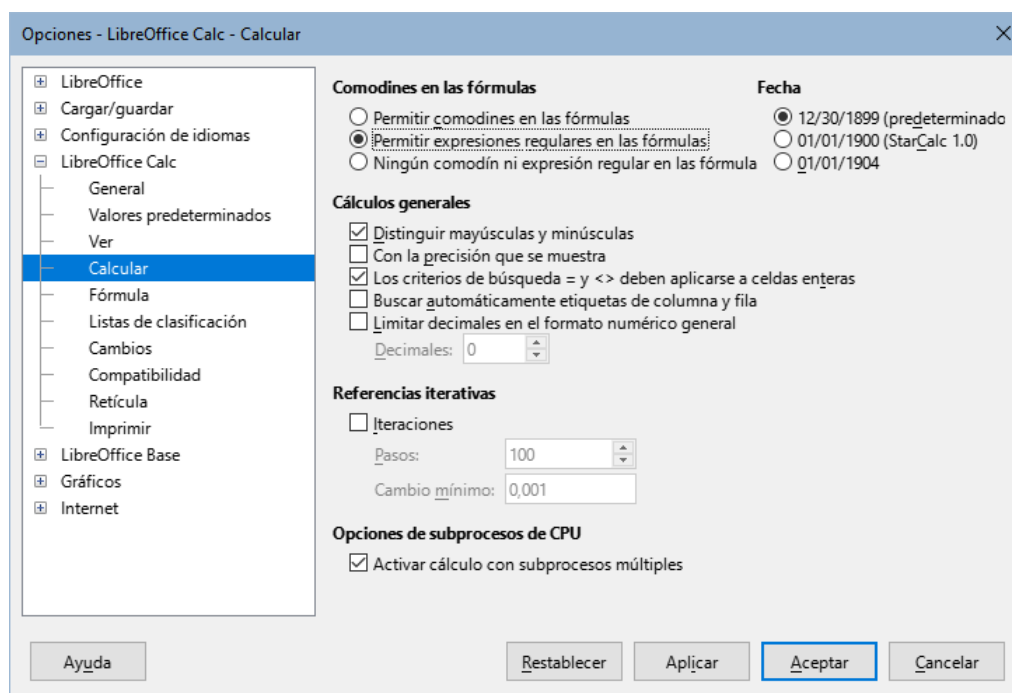 Opciones - LibreOffice Calc - Calcular
LibreOffice
Cargar/guardar
Configuración de idiomas
LibreOffice Calc
General
Valores predeterminados
Ver
Calcular
Fórmula
Listas de clasificación
Cambios
Compatibilidad
Retícula
Imprimir
LibreOffice Base
Gráficos
Internet
Comodines en las fórmulas
Permitir comodines en las fórmulas
Permitir expresiones regulares en las fórmulas
Ningún comodín ni expresión regular en las fórmula
Fecha
12/30/1899 (predeterminado
01/01/1900 (StarCalc 1.0)
01/01/1904
Cálculos generales
Distinguir mayúsculas y minúsculas
Con la precisión que se muestra
Los criterios de búsqueda = y <> deben aplicarse a celdas enteras
Buscar automáticamente etiquetas de columna y fila
Limitar decimales en el formato numérico general
Decimales: 0
Referencias iterativas
Iteraciones
Pasos: 100
Cambio mínimo: 0,001
Opciones de subprocesos de CPU
Activar cálculo con subprocesos múltiples
Ayuda Restablecer Aplicar Aceptar Cancelar